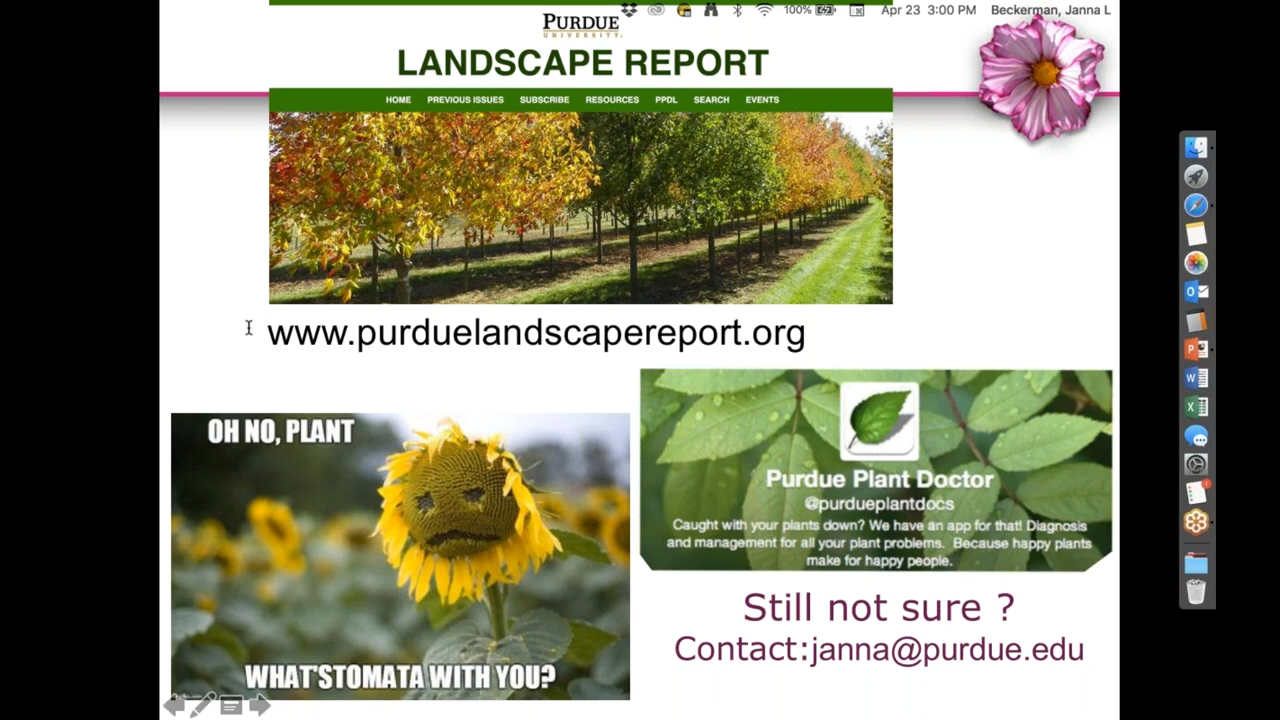 100% Apr 23 3:00 PM Beckerman, Janna L
PURDUE
UNIVERSITY.
LANDSCAPE REPORT
HOME PREVIOUS ISSUES SUBSCRIBE RESOURCES PPDL SEARCH EVENTS
www.purduelandscapereport.org
OH NO, PLANT
WHAT'STOMATA WITH YOU?
Purdue Plant Doctor
@purdueplantdocs
Caught with your plants down? We have an app for that! Diagnosis
and management for all your plant problems. Because happy plants
make for happy people.
Still not sure ?
Contact:janna@purdue.edu